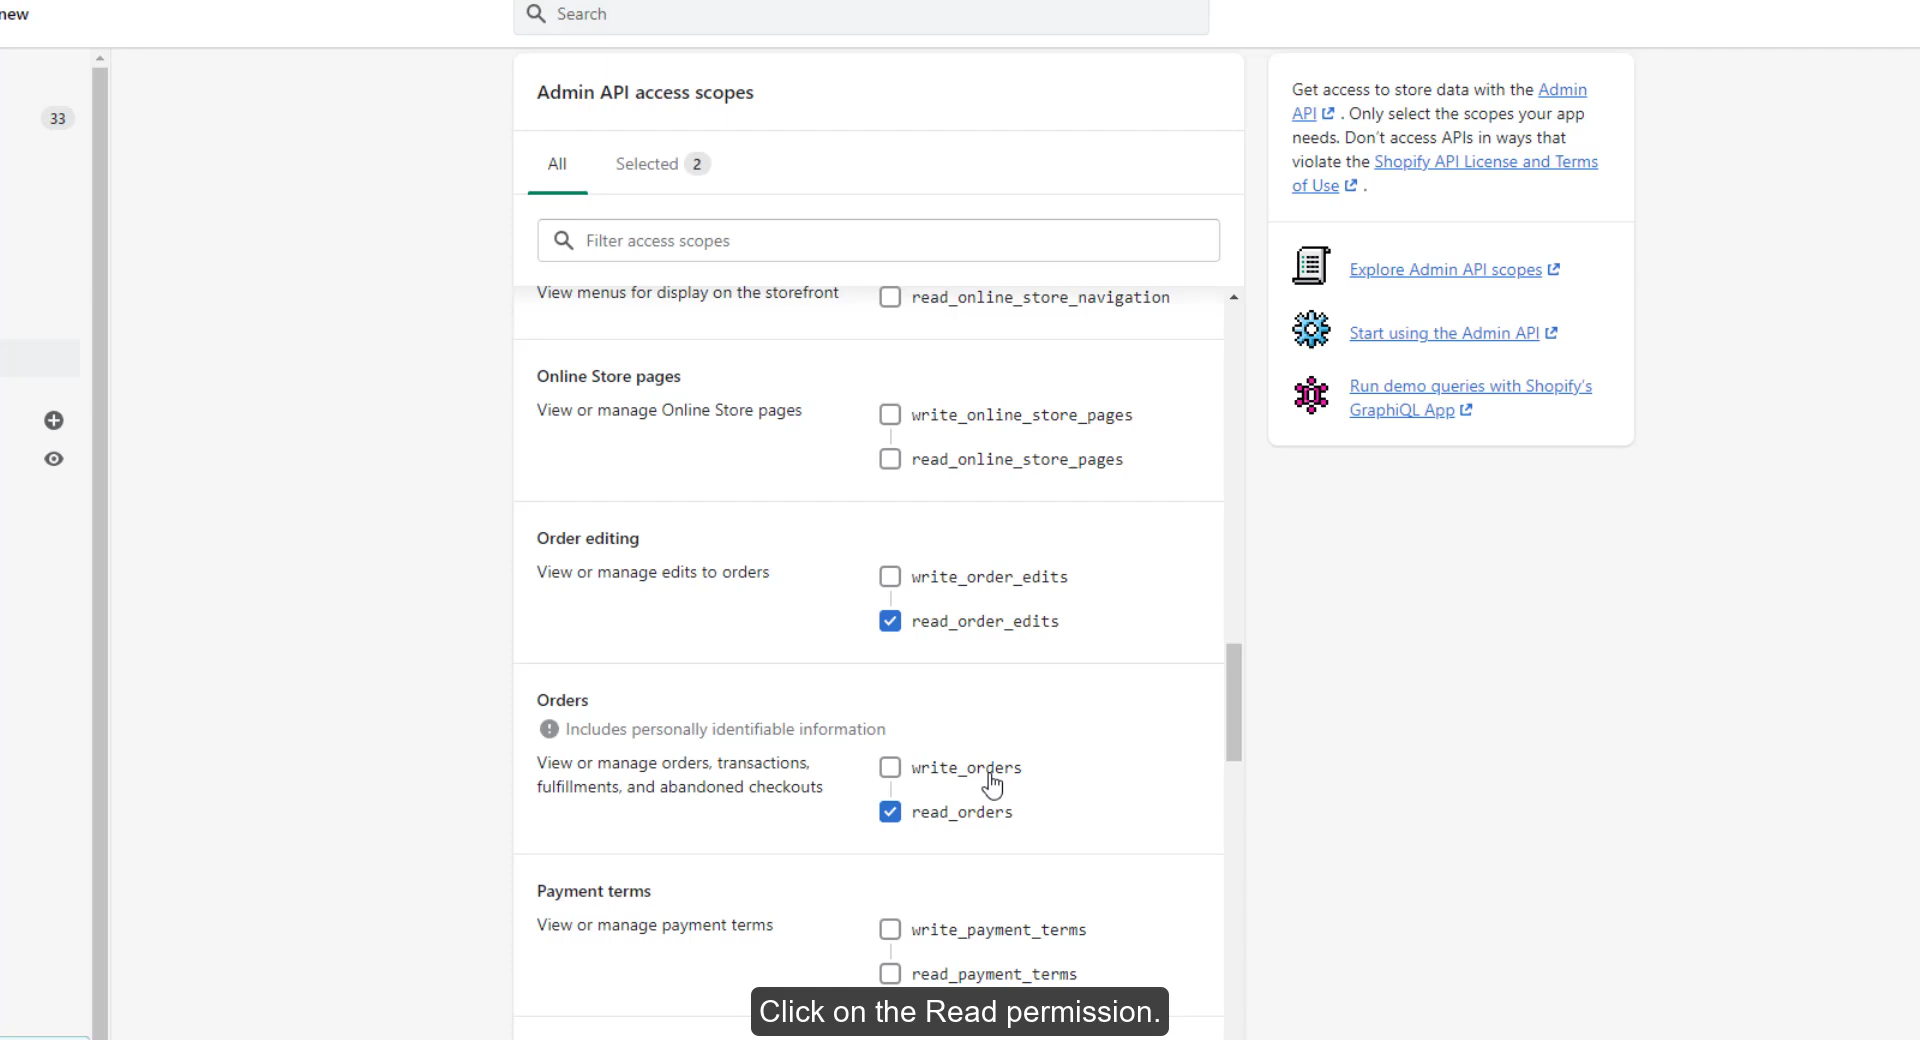 new
Search
33
Admin API access scopes
All
Selected 2
Filter access scopes
View menus for display on the storefront
read_online_store_navigation
Online Store pages
View or manage Online Store pages
write_online_store_pages
read_online_store_pages
Order editing
View or manage edits to orders
write_order_edits
read_order_edits
Orders
Includes personally identifiable information
View or manage orders, transactions,
fulfillments, and abandoned checkouts
write_orders
read_orders
Payment terms
View or manage payment terms
write_payment_terms
read_payment_terms
Click on the Read permission.
Get access to store data with the Admin
API . Only select the scopes your app
needs. Don't access APIs in ways that
violate the Shopify API License and Terms
of Use .
Explore Admin API scopes
Start using the Admin API
Run demo queries with Shopify's
GraphiQL App